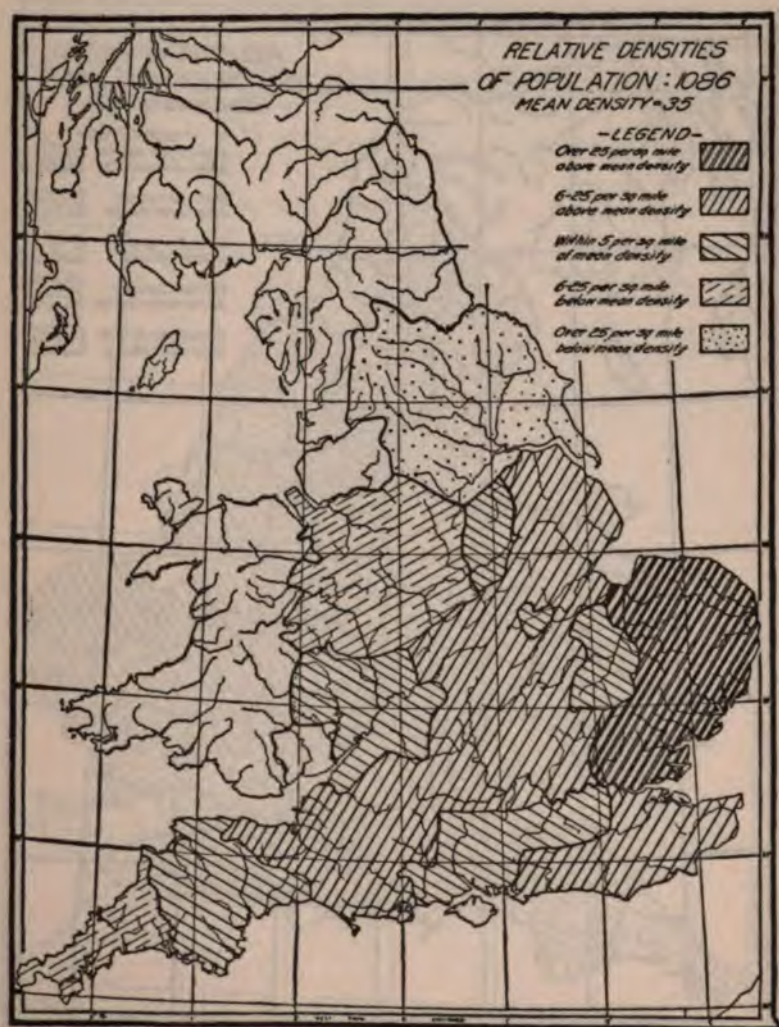 RELATIVE DENSITIES
OF POPULATION : 1086
MEAN DENSITY = 35
- LEGEND -
Over 25 per sq mile
above mean density
6-25 per sq mile
above mean density
Within 5 per sq mile
of mean density
6-25 per sq mile
below mean density
Over 25 per sq mile
below mean density